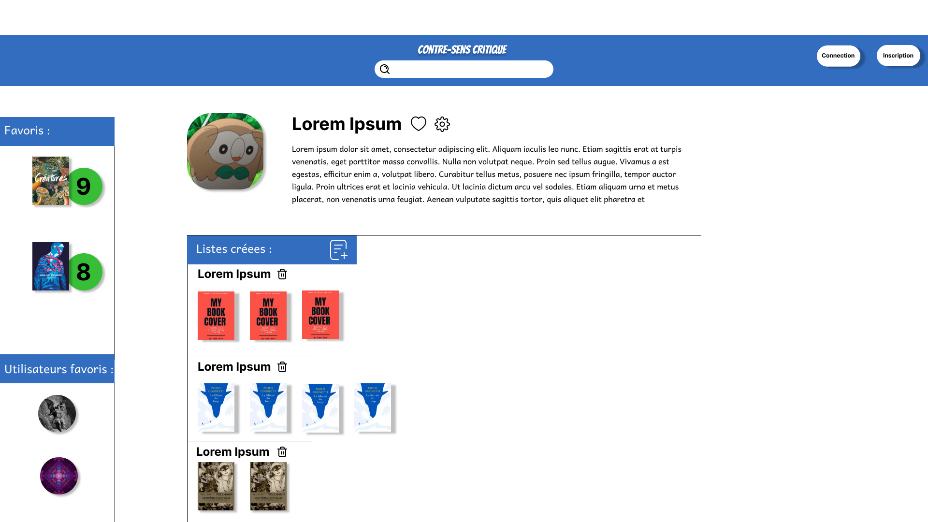 CONTRE-SENS CRITIQUE
Connection
Inscription
Favoris :
Créatures
9
8
Utilisateurs favoris :
Lorem Ipsum
Lorem ipsum dolor sit amet, consectetur adipiscing elit. Aliquam iaculis leo nunc. Etiam sagittis erat at turpis
venenatis, eget porttitor massa convallis. Nulla non volutpat neque. Proin sed tellus augue. Vivamus a est
egestas, efficitur enim a, volutpat libero. Curabitur tellus metus, posuere nec ipsum fringilla, tempor auctor
ligula. Proin ultrices erat et lacinia vehicula. Ut lacinia dictum arcu vel sodales. Etiam aliquam urna et metus
placerat, non venenatis urna feugiat. Aenean vulputate sagittis tortor, quis aliquet elit pharetra et
Listes créees :
Lorem Ipsum
MY
BOOK
COVER
MY
BOOK
COVER
MY
BOOK
COVER
Lorem Ipsum
Lorem Ipsum